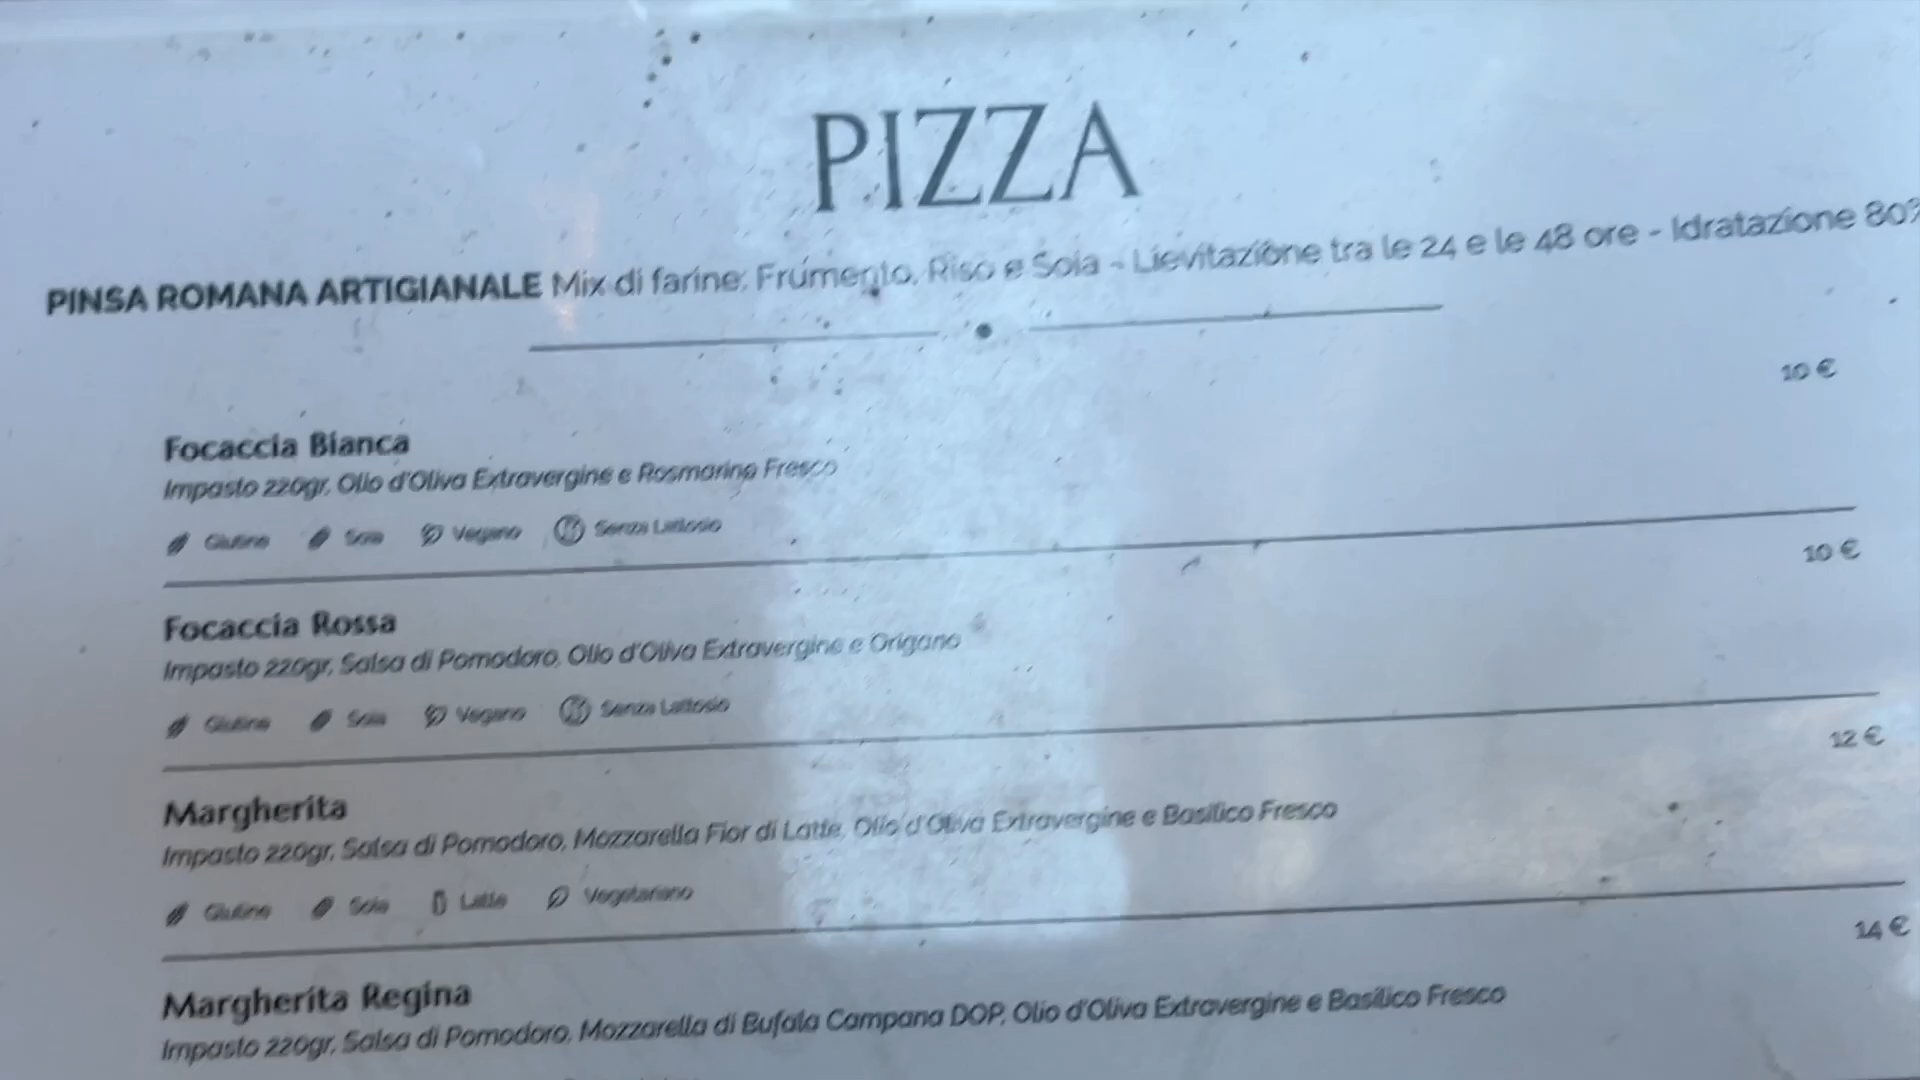 PIZZA
PINSA ROMANA ARTIGIANALE Mix di farine: Frumento, Riso e Soia - Lievitazione tra le 24 e le 48 ore - Idratazione 80%
10 €
Focaccia Bianca
Impasto 220gr, Olio d'Oliva Extravergine e Rosmarino Fresco
Glutine Soia Vegano Senza Lattosio
10 €
Focaccia Rossa
Impasto 220gr, Salsa di Pomodoro, Olio d'Oliva Extravergine e Origano
Glutine Soia Vegano Senza Lattosio
12 €
Margherita
Impasto 220gr, Salsa di Pomodoro, Mozzarella Fior di Latte, Olio d'Oliva Extravergine e Basilico Fresco
Glutine Soia Latte Vegetariano
14 €
Margherita Regina
Impasto 220gr, Salsa di Pomodoro, Mozzarella di Bufala Campana DOP, Olio d'Oliva Extravergine e Basilico Fresco